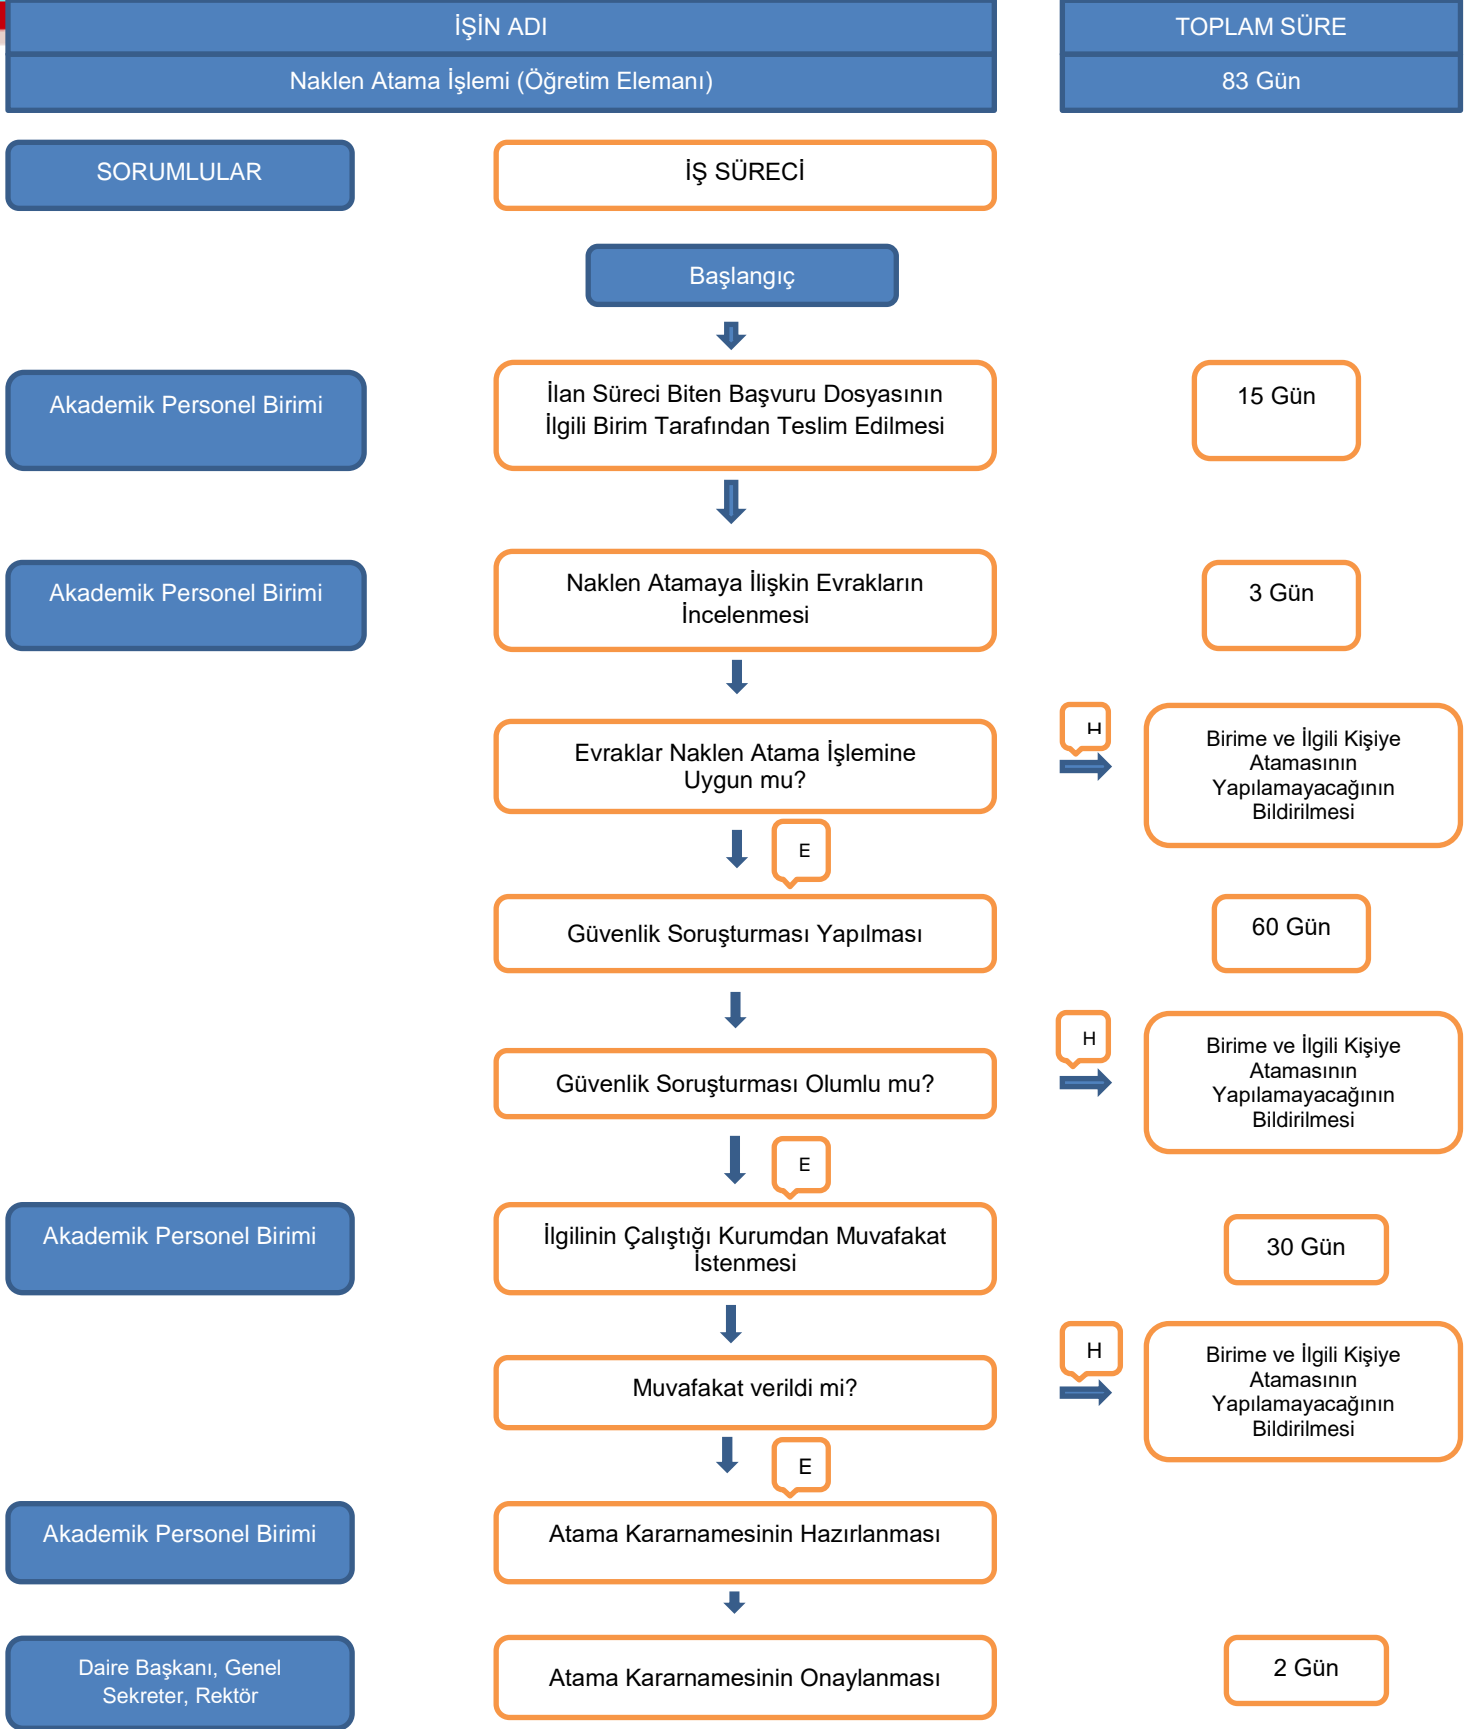 İŞİN ADI
TOPLAM SÜRE
Naklen Atama İşlemi (Öğretim Elemanı)
83 Gün
SORUMLULAR
İŞ SÜRECİ
Başlangıç
Akademik Personel Birimi
İlan Süreci Biten Başvuru Dosyasının
İlgili Birim Tarafından Teslim Edilmesi
15 Gün
Akademik Personel Birimi
Naklen Atamaya İlişkin Evrakların
İncelenmesi
3 Gün
Evraklar Naklen Atama İşlemine
Uygun mu?
H
Birime ve İlgili Kişiye
Atamasının
Yapılamayacağının
Bildirilmesi
E
Güvenlik Soruşturması Yapılması
60 Gün
Güvenlik Soruşturması Olumlu mu?
H
Birime ve İlgili Kişiye
Atamasının
Yapılamayacağının
Bildirilmesi
E
Akademik Personel Birimi
İlgilinin Çalıştığı Kurumdan Muvafakat
İstenmesi
30 Gün
Muvafakat verildi mi?
H
Birime ve İlgili Kişiye
Atamasının
Yapılamayacağının
Bildirilmesi
E
Akademik Personel Birimi
Atama Kararnamesinin Hazırlanması
Daire Başkanı, Genel
Sekreter, Rektör
Atama Kararnamesinin Onaylanması
2 Gün